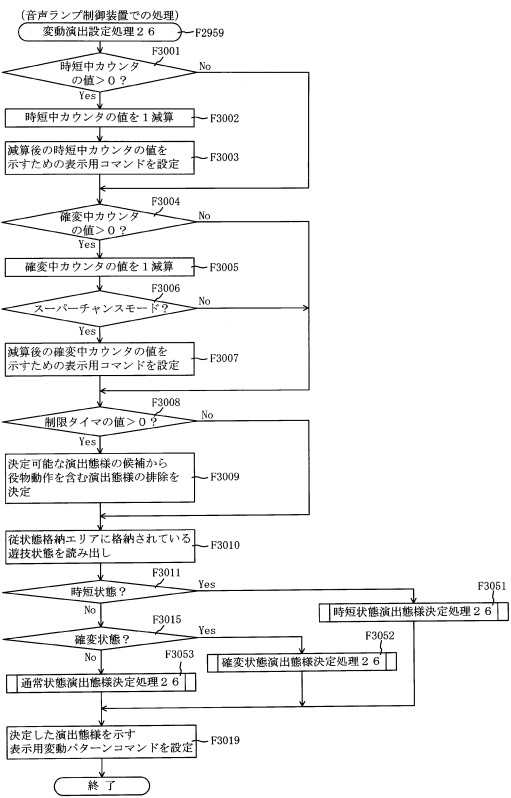 （音声ランプ制御装置での処理）
変動演出設定処理２６
F2959
F3001
時短中カウンタ
の値＞０？
No
Yes
時短中カウンタの値を１減算
F3002
減算後の時短中カウンタの値を
示すための表示用コマンドを設定
F3003
F3004
確変中カウンタ
の値＞０？
No
Yes
確変中カウンタの値を１減算
F3005
F3006
スーパーチャンスモード？
No
Yes
減算後の確変中カウンタの値を
示すための表示用コマンドを設定
F3007
F3008
制限タイマの値＞０？
No
Yes
決定可能な演出態様の候補から
役物動作を含む演出態様の排除を
決定
F3009
従状態格納エリアに格納されている
遊技状態を読み出し
F3010
F3011
時短状態？
Yes
No
F3051
時短状態演出態様決定処理２６
F3015
確変状態？
Yes
No
F3052
確変状態演出態様決定処理２６
F3053
通常状態演出態様決定処理２６
決定した演出態様を示す
表示用変動パターンコマンドを設定
F3019
終了